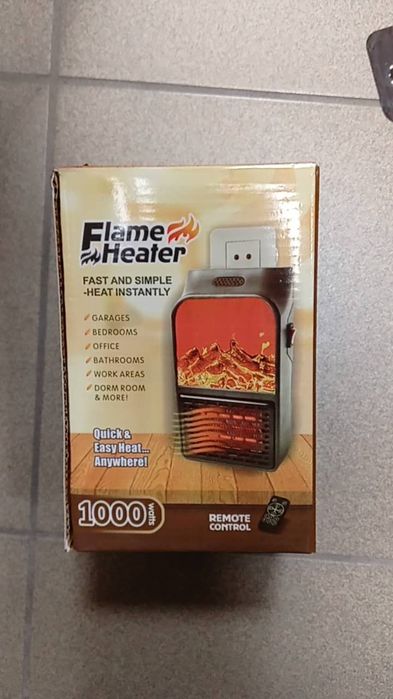 Flame
Heater
FAST AND SIMPLE
-HEAT INSTANTLY
GARAGES
BEDROOMS
OFFICE
BATHROOMS
WORK AREAS
DORM ROOM
& MORE!
Quick &
Easy Heat...
Anywhere!
1000 watts
REMOTE
CONTROL